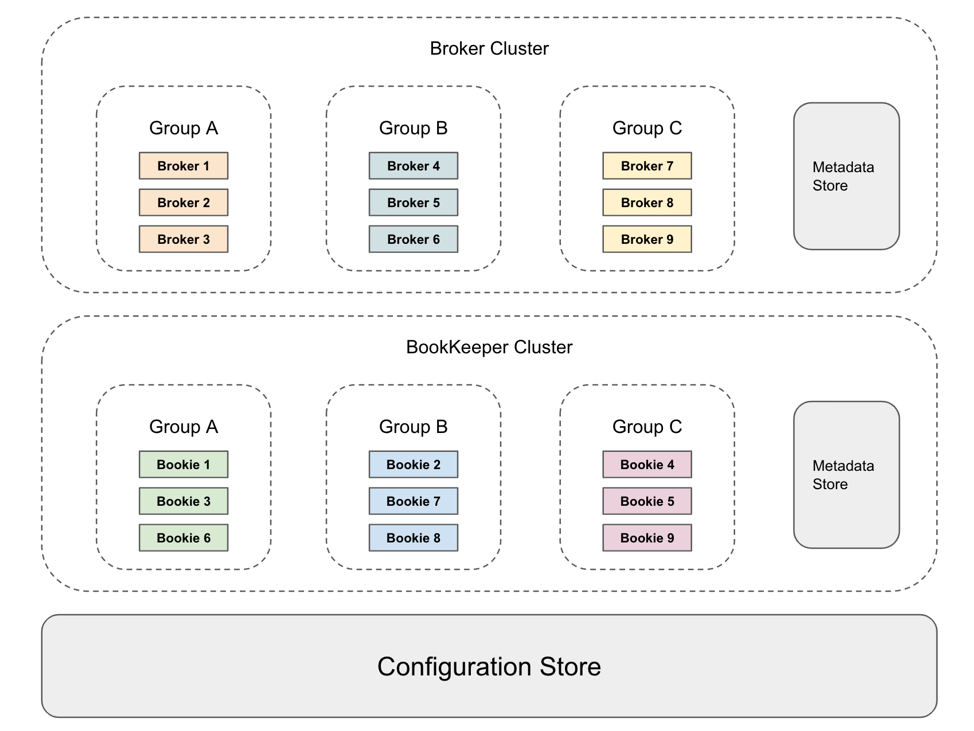 Broker Cluster
Group A
Broker 1
Broker 2
Broker 3
Group B
Broker 4
Broker 5
Broker 6
Group C
Broker 7
Broker 8
Broker 9
Metadata
Store
BookKeeper Cluster
Group A
Bookie 1
Bookie 3
Bookie 6
Group B
Bookie 2
Bookie 7
Bookie 8
Group C
Bookie 4
Bookie 5
Bookie 9
Metadata
Store
Configuration Store